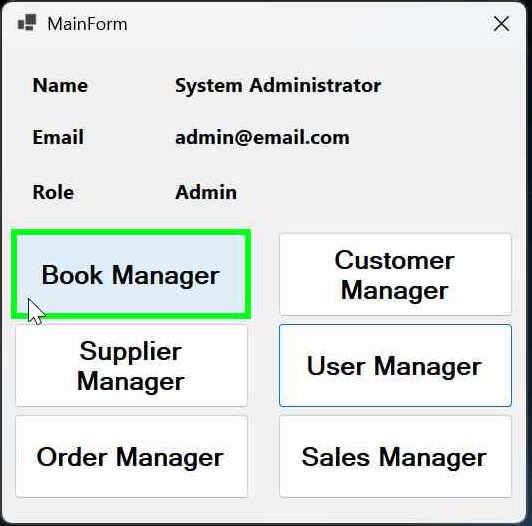 MainForm
Name System Administrator
Email admin@email.com
Role Admin
Book Manager
Customer
Manager
Supplier
Manager
User Manager
Order Manager
Sales Manager